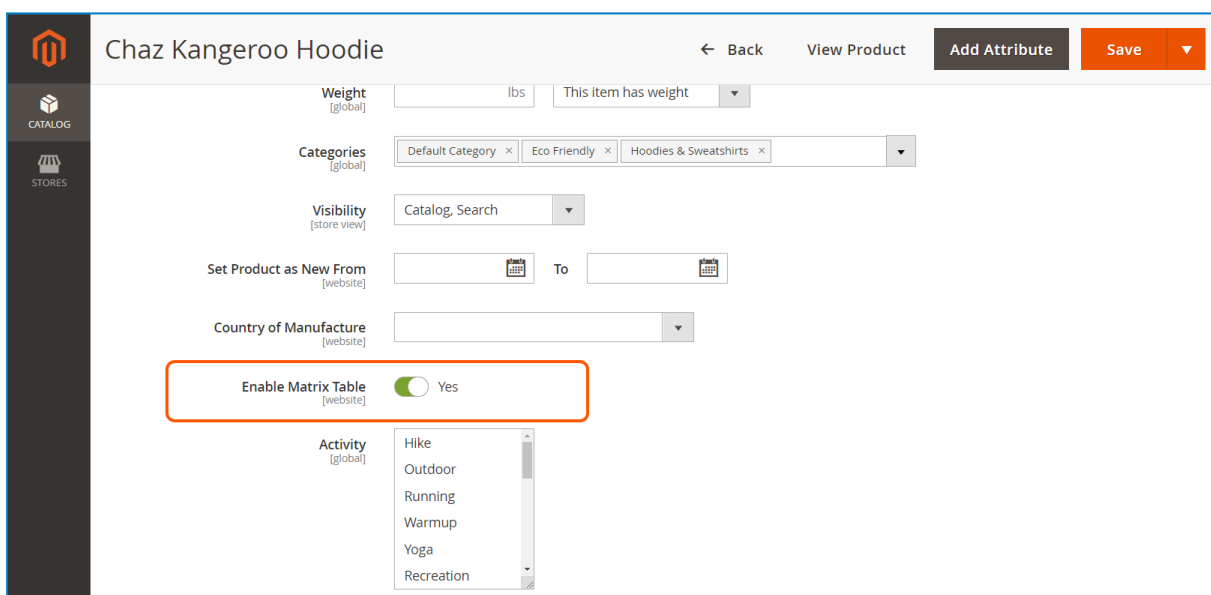 Chaz Kangeroo Hoodie
← Back
View Product
Add Attribute
Save
CATALOG
STORES
Weight
[global]
lbs
This item has weight
Categories
[global]
Default Category ×
Eco Friendly ×
Hoodies & Sweatshirts ×
Visibility
[store view]
Catalog, Search
Set Product as New From
[website]
To
Country of Manufacture
[website]
Enable Matrix Table
[website]
Yes
Activity
[global]
Hike
Outdoor
Running
Warmup
Yoga
Recreation